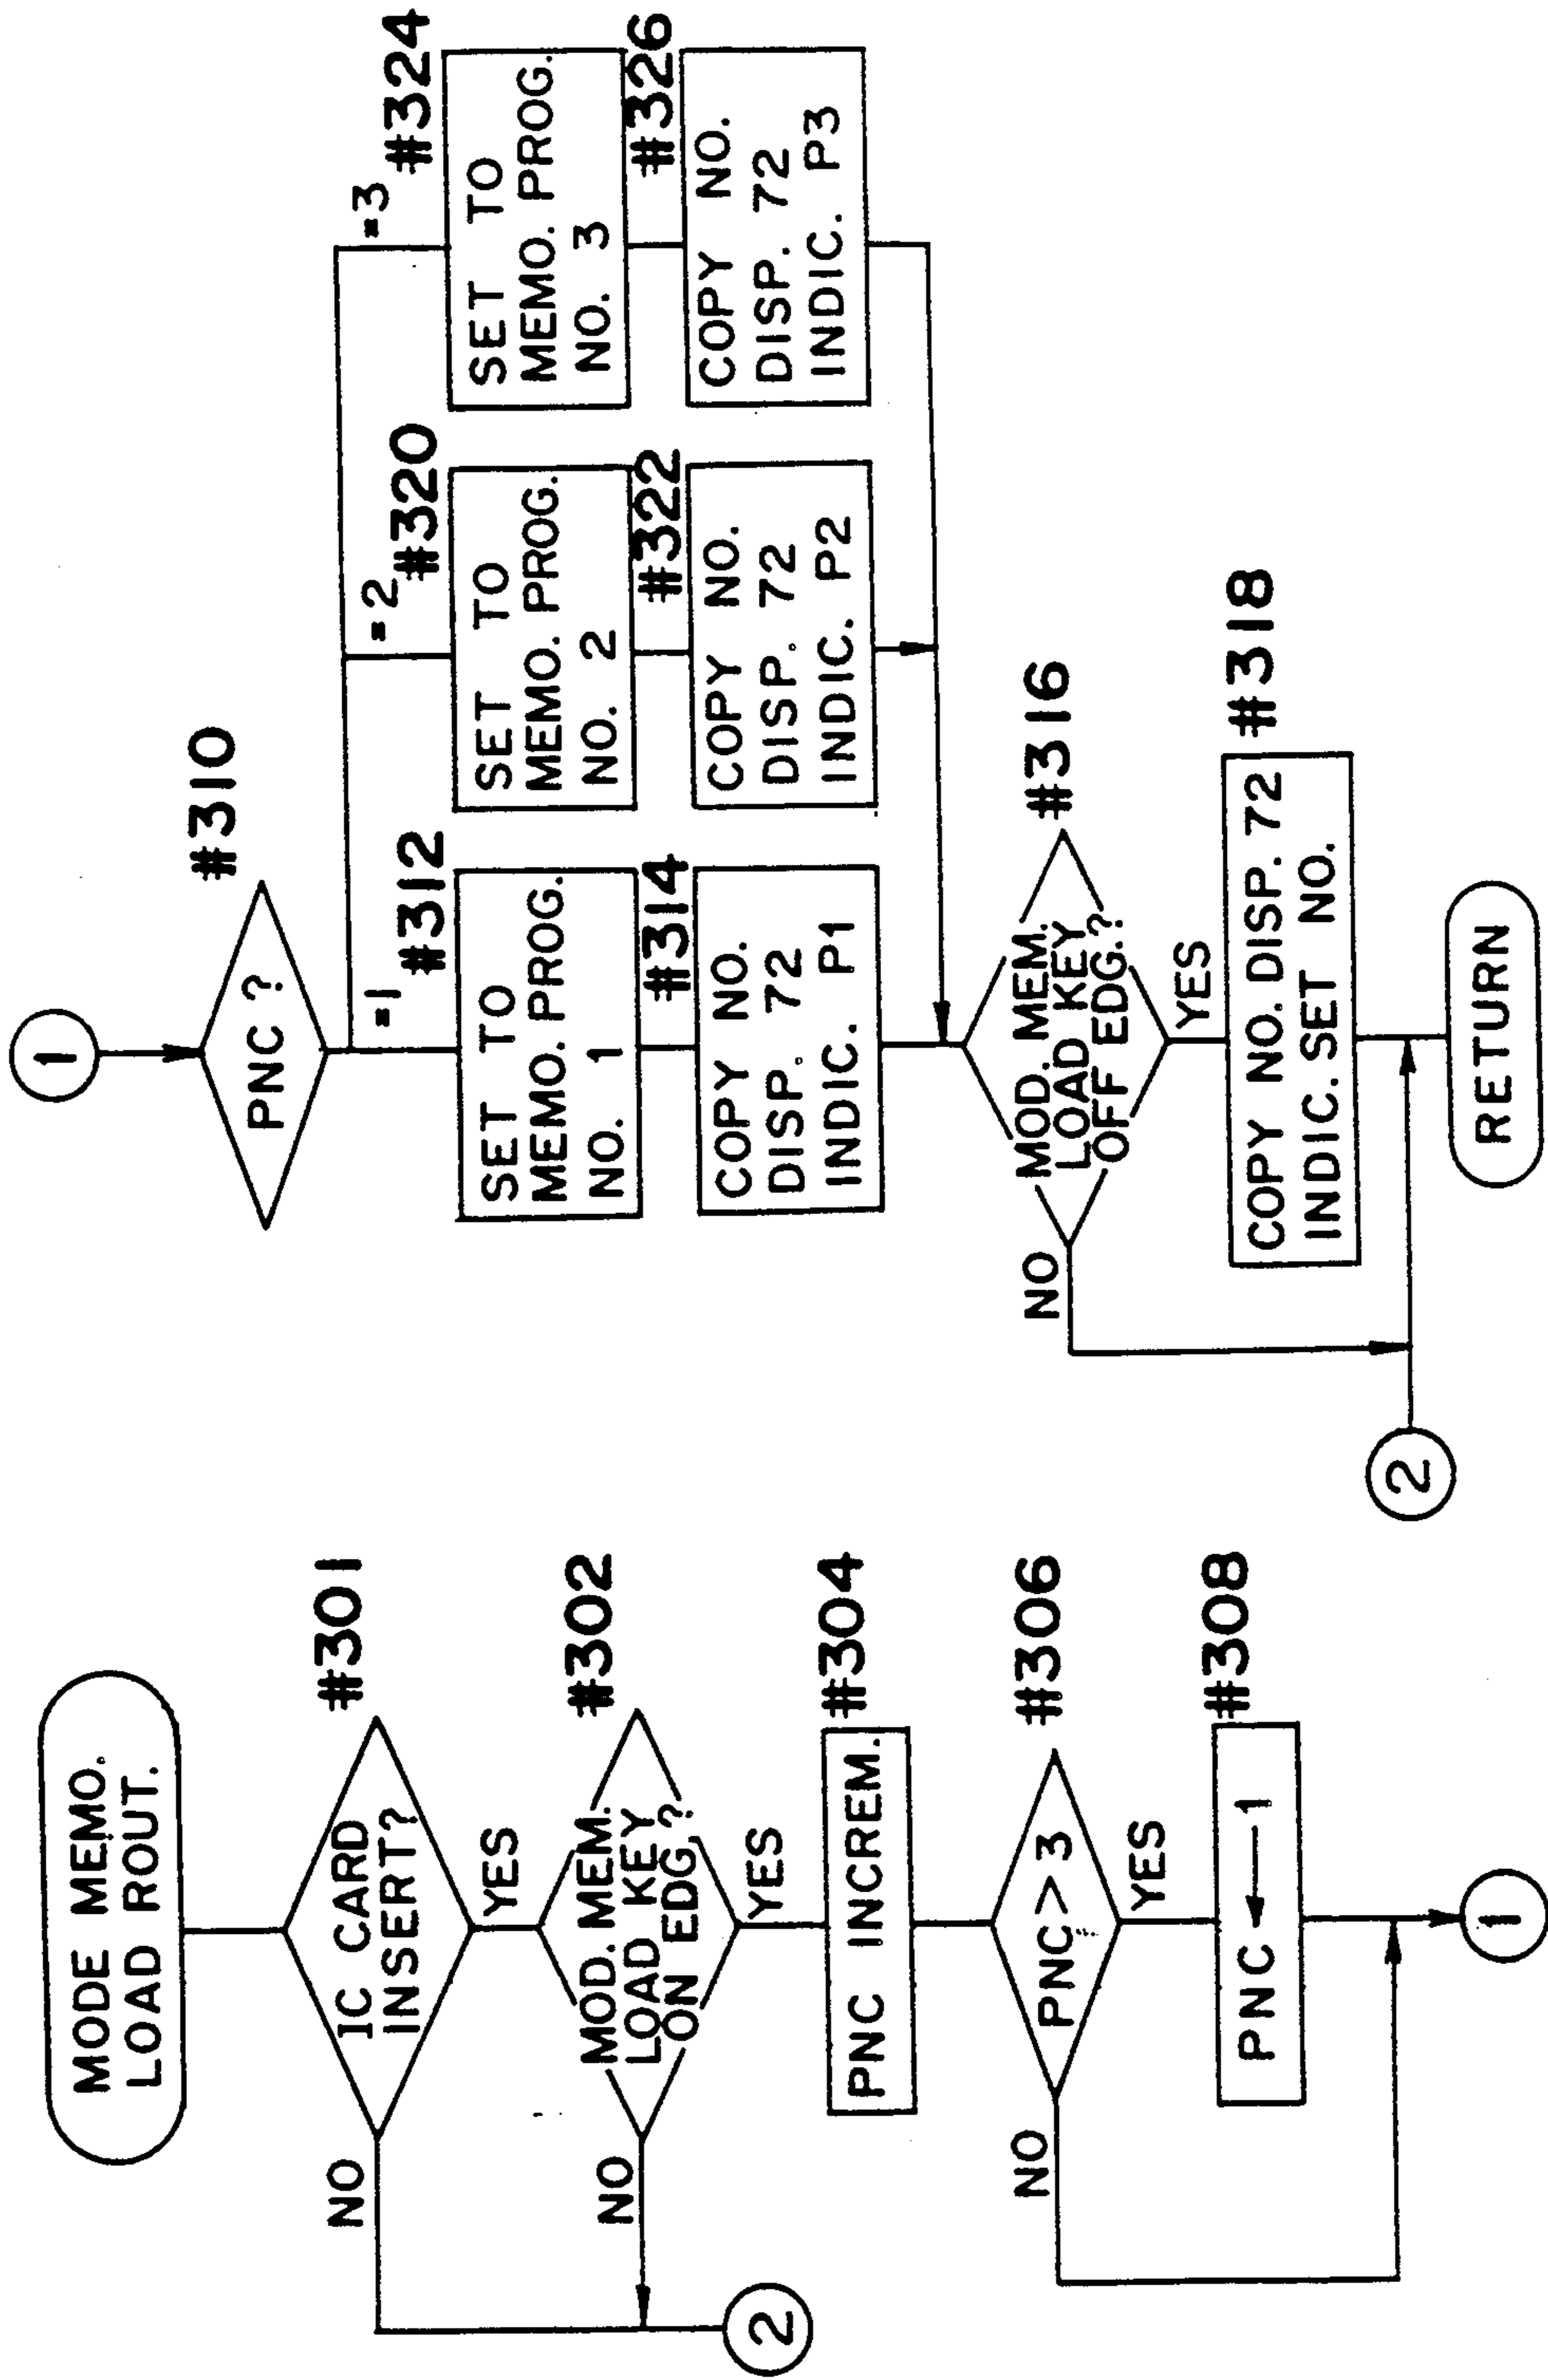 MODE MEMO.
LOAD ROUT.
#301
IC CARD
INSERT?
NO
YES
#302
MOD. MEM.
LOAD KEY
ON EDG.?
NO
YES
2
#304
PNC INCREM.
#306
PNC>3
NO
YES
#308
PNC ← 1
1
1
#310
PNC ?
=1
=2
=3
#312
SET TO
MEMO. PROG.
NO. 1
#314
COPY NO.
DISP. 72
INDIC. P1
#320
SET TO
MEMO. PROG.
NO. 2
#322
COPY NO.
DISP. 72
INDIC. P2
#324
SET TO
MEMO. PROG.
NO. 3
#326
COPY NO.
DISP. 72
INDIC. P3
#316
MOD. MEM.
LOAD KEY
OFF EDG.?
NO
YES
#318
COPY NO. DISP. 72
INDIC. SET NO.
2
RETURN